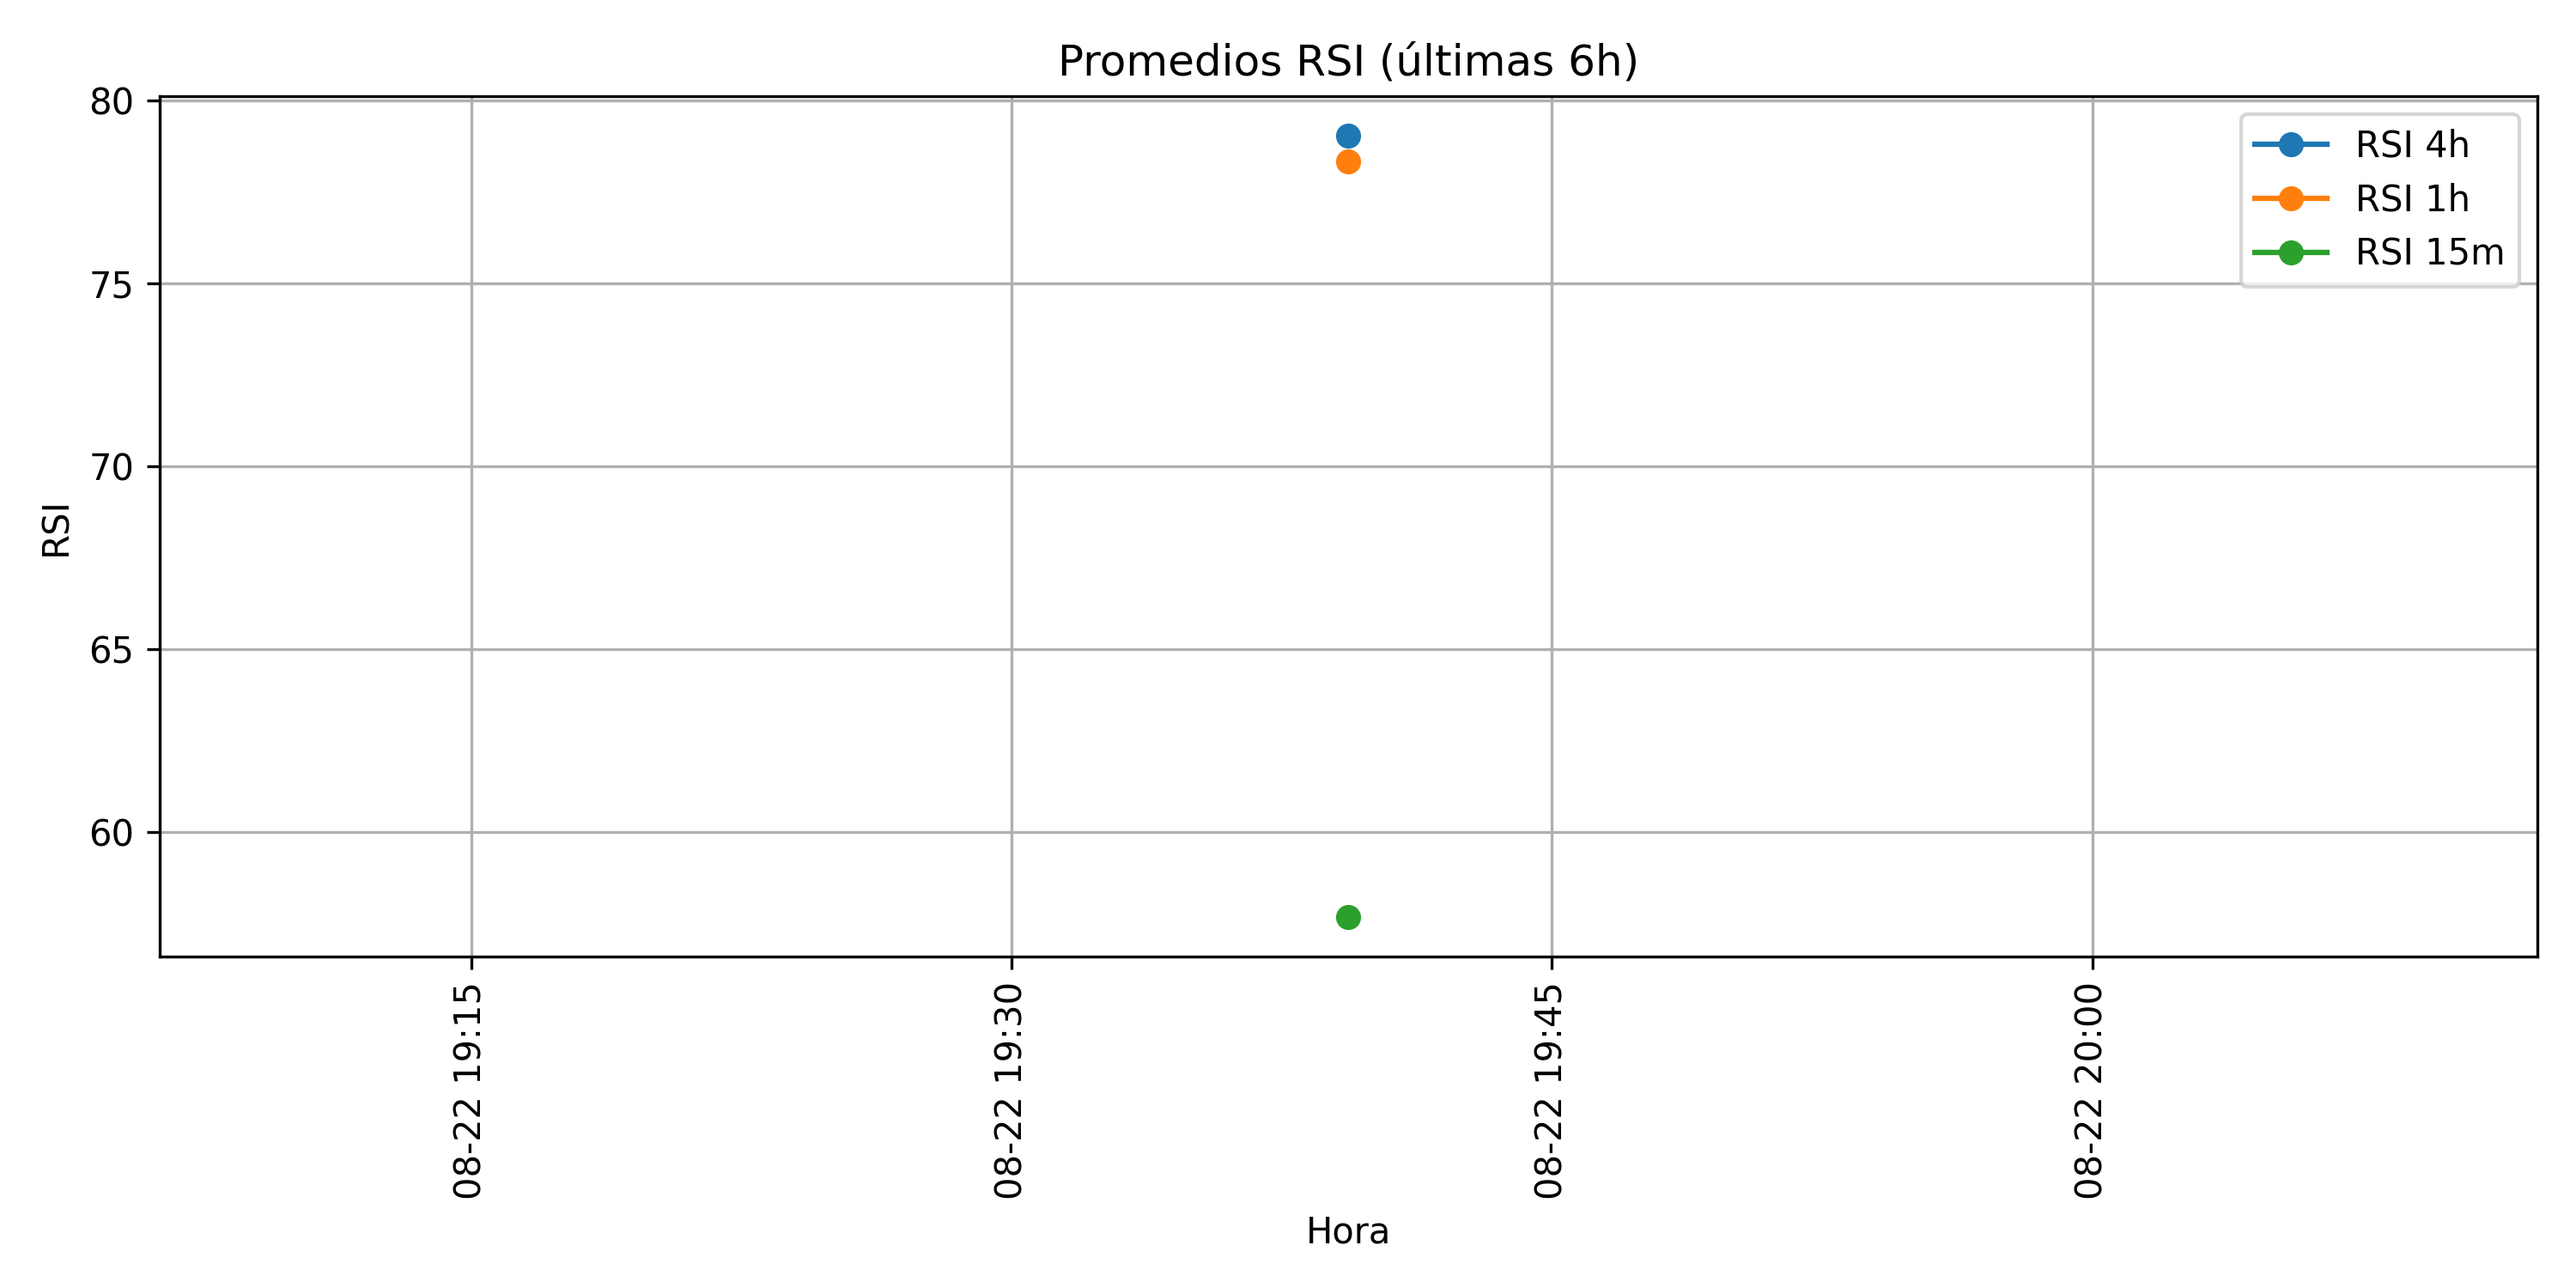 Promedios RSI (últimas 6h)
80
75
70
65
60
RSI
RSI 4h
RSI 1h
RSI 15m
08-22 19:15
08-22 19:30
08-22 19:45
08-22 20:00
Hora